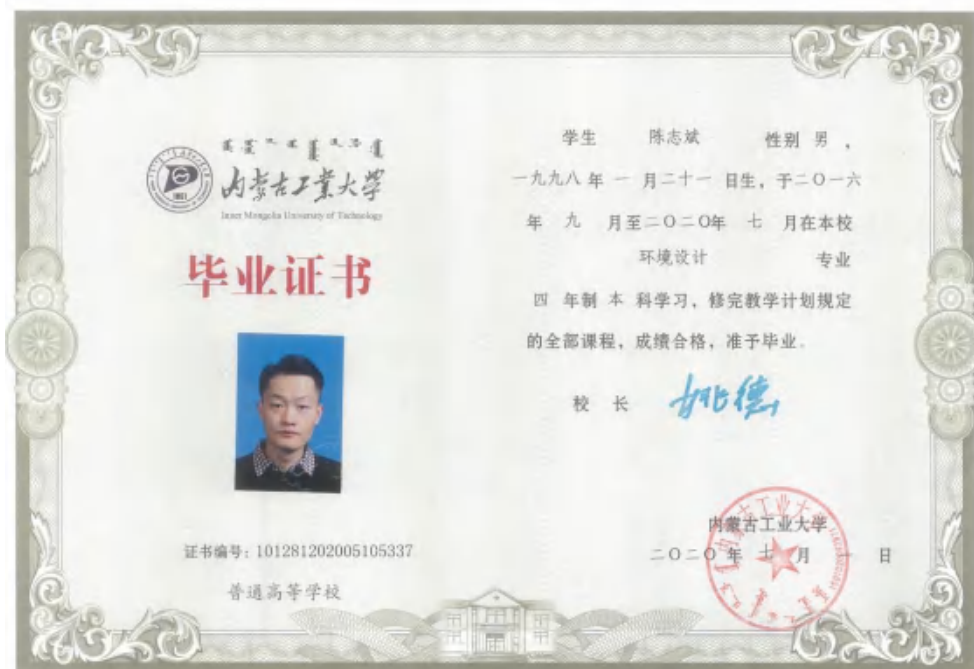 内蒙古工業大学
Inner Mongolia University of Technology
毕业证书
证书编号：101281202005105337
普通高等学校
学生 陈志斌 性别 男，
一九九八 年 一 月二十一 日生，于二〇一六
年 九 月至二〇二〇年 七 月在本校
环境设计 专业
四 年制 本 科学习，修完教学计划规定
的全部课程，成绩合格，准予毕业。
校 长
内蒙古工业大学
二〇二〇 年 七 月 一 日